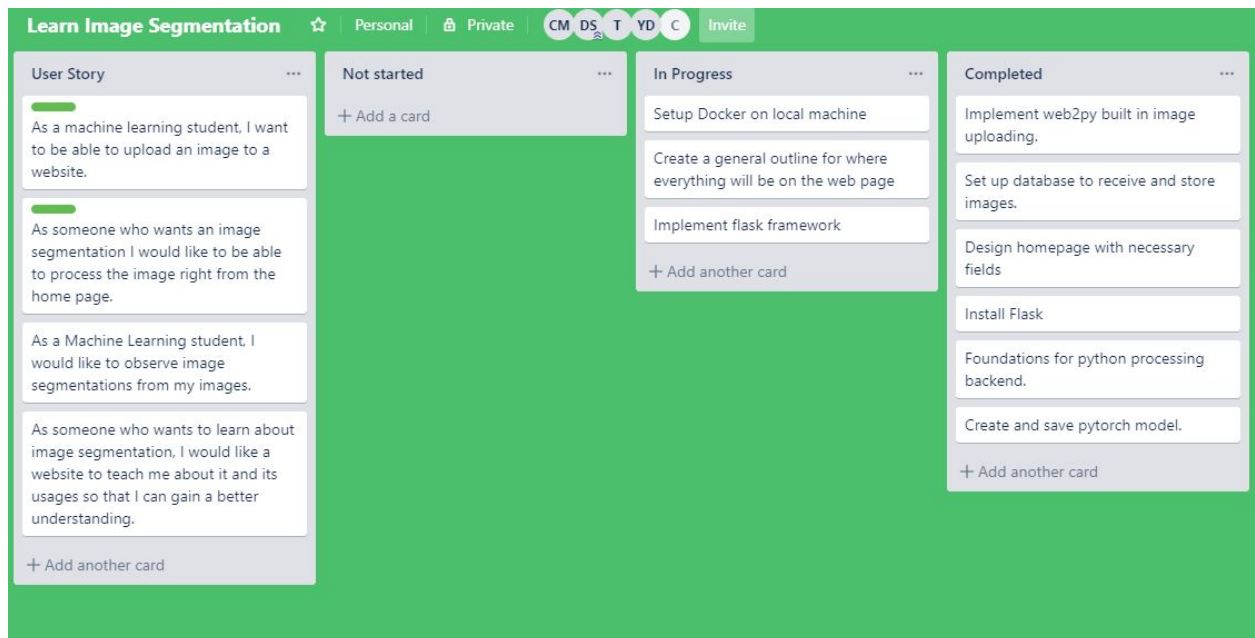 Learn Image Segmentation
Personal
Private
CM DS T YD C
Invite
User Story
As a machine learning student, I want
to be able to upload an image to a
website.
As someone who wants an image
segmentation I would like to be able
to process the image right from the
home page.
As a Machine Learning student, I
would like to observe image
segmentations from my images.
As someone who wants to learn about
image segmentation, I would like a
website to teach me about it and its
usages so that I can gain a better
understanding.
+ Add another card
Not started
+ Add a card
In Progress
Setup Docker on local machine
Create a general outline for where
everything will be on the web page
Implement flask framework
+ Add another card
Completed
Implement web2py built in image
uploading.
Set up database to receive and store
images.
Design homepage with necessary
fields
Install Flask
Foundations for python processing
backend.
Create and save pytorch model.
+ Add another card